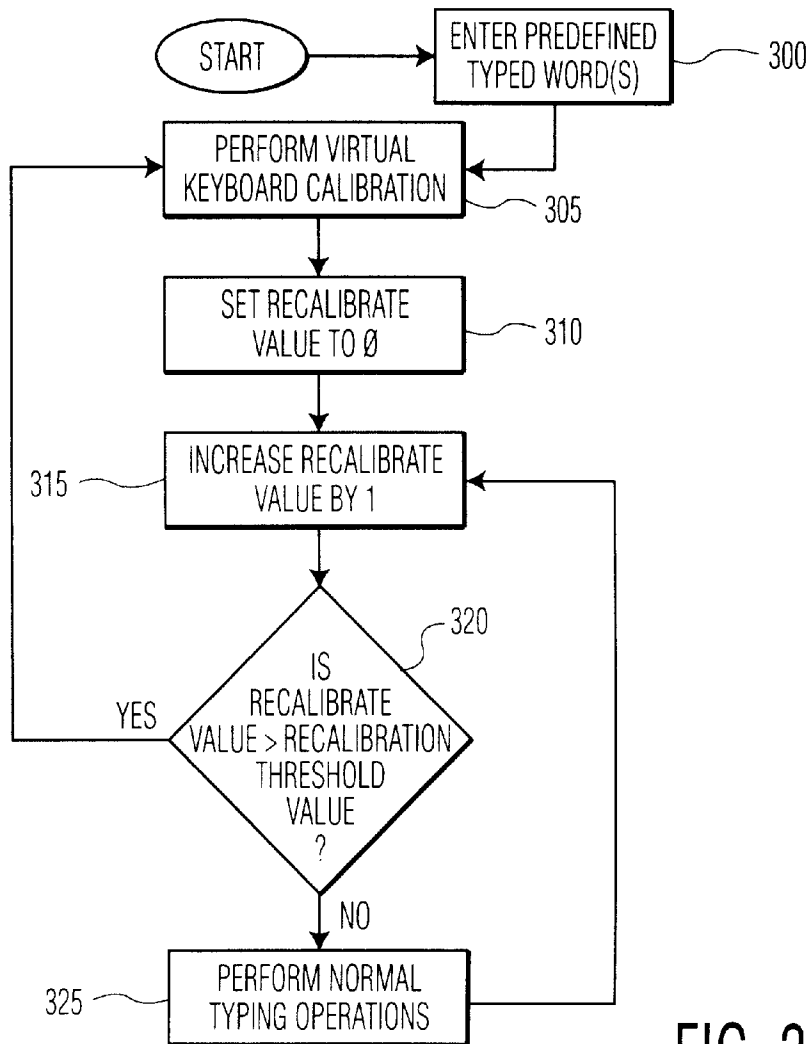 START
ENTER PREDEFINED
TYPED WORD(S)
300
PERFORM VIRTUAL
KEYBOARD CALIBRATION
305
SET RECALIBRATE
VALUE TO Ø
310
INCREASE RECALIBRATE
VALUE BY 1
315
320
IS
RECALIBRATE
VALUE > RECALIBRATION
THRESHOLD
VALUE
?
YES
NO
PERFORM NORMAL
TYPING OPERATIONS
325